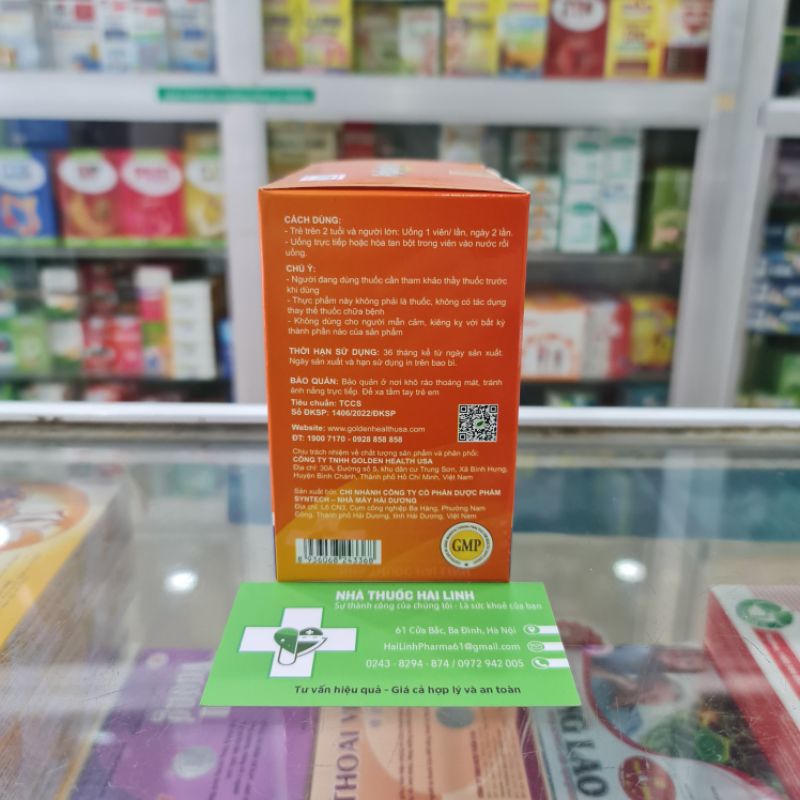 CÁCH DÙNG:
- Trẻ trên 2 tuổi và người lớn: Uống 1 viên/ lần, ngày 2 lần.
- Uống trực tiếp hoặc hòa tan bột trong viên vào nước rồi
uống.
CHÚ Ý:
- Người đang dùng thuốc cần tham khảo thầy thuốc trước
khi dùng
- Thực phẩm này không phải là thuốc, không có tác dụng
thay thế thuốc chữa bệnh
- Không dùng cho người mẫn cảm, kiêng kỵ với bất kỳ
thành phần nào của sản phẩm
THỜI HẠN SỬ DỤNG: 36 tháng kể từ ngày sản xuất.
Ngày sản xuất và hạn sử dụng in trên bao bì.
BẢO QUẢN: Bảo quản ở nơi khô ráo thoáng mát, tránh
ánh nắng trực tiếp. Để xa tầm tay trẻ em
Tiêu chuẩn: TCCS
Số ĐKSP: 1406/2022/ĐKSP
Website: www.goldenhealthusa.com
ĐT: 1900 7170 - 0928 858 858
Chịu trách nhiệm về chất lượng sản phẩm và phân phối:
CÔNG TY TNHH GOLDEN HEALTH USA
Địa chỉ: 30A, Đường số 5, khu dân cư Trung Sơn, Xã Bình Hưng,
Huyện Bình Chánh, Thành phố Hồ Chí Minh, Việt Nam
Sản xuất bởi: CHI NHÁNH CÔNG TY CỔ PHẦN DƯỢC PHẨM
SYNTECH – NHÀ MÁY HẢI DƯƠNG
Địa chỉ: Lô CN3, Cụm công nghiệp Ba Hàng, Phường Nam
Đồng, Thành phố Hải Dương, tỉnh Hải Dương, Việt Nam
8 936068 243368
GMP
NHÀ THUỐC HẢI LINH
Sự thành công của chúng tôi - Là sức khoẻ của bạn
61 Cửa Bắc, Ba Đình, Hà Nội
HaiLinhPharma61@gmail.com
0243 - 8294 - 874 / 0972 942 005
Tư vấn hiệu quả - Giá cả hợp lý và an toàn
THOÁI
LAO